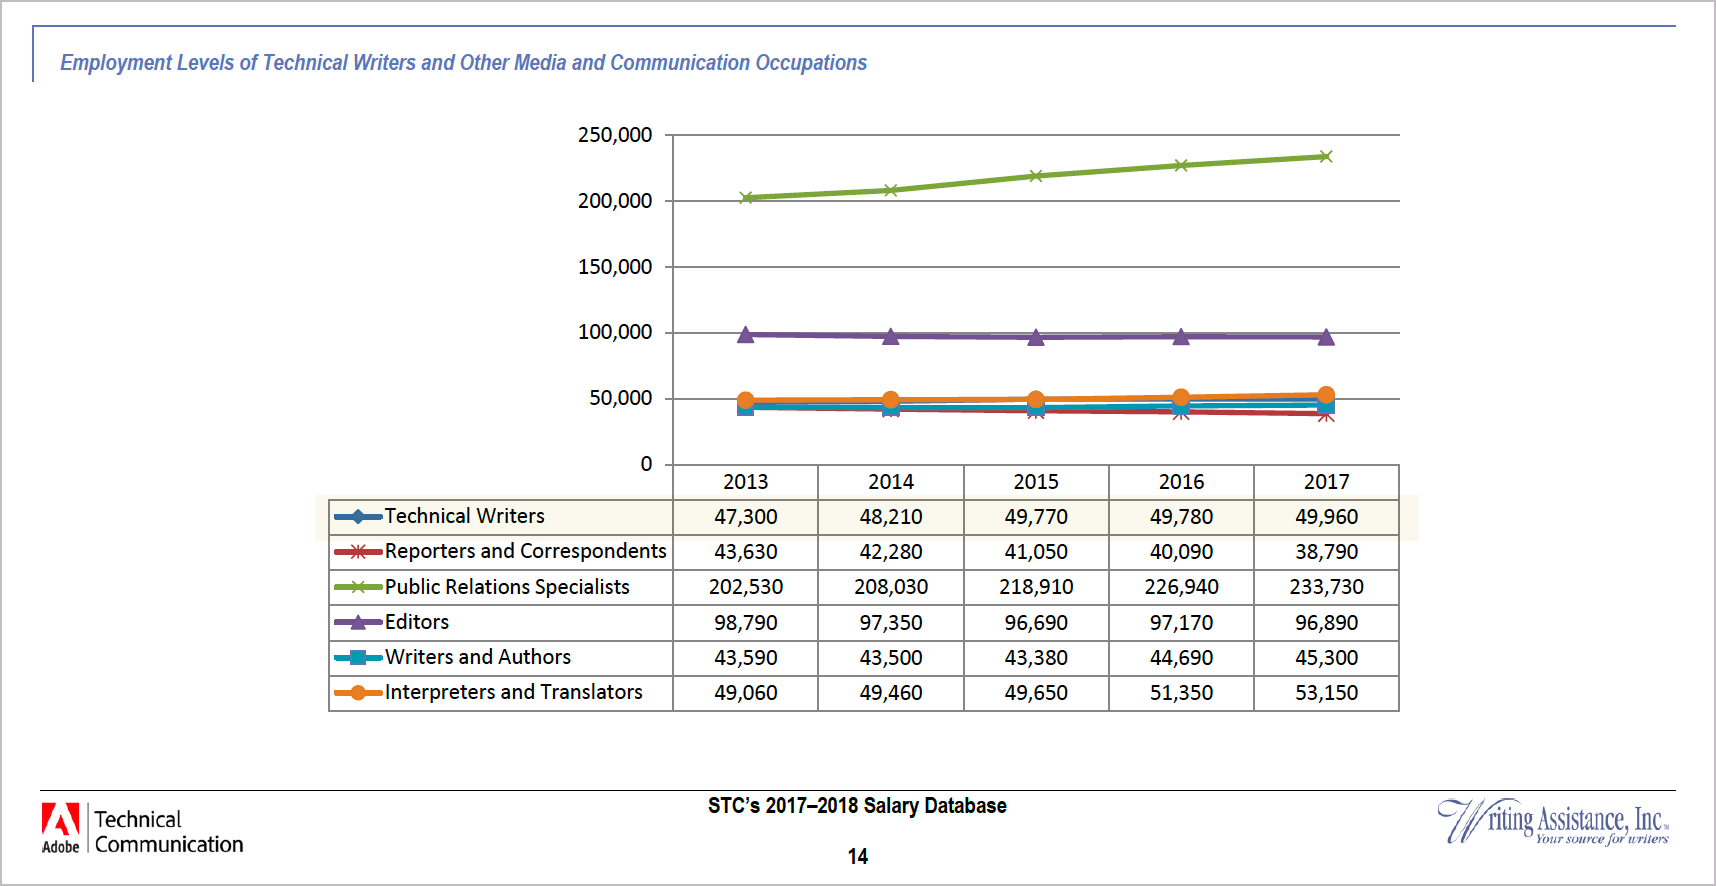 Employment Levels of Technical Writers and Other Media and Communication Occupations
250,000
200,000
150,000
100,000
50,000
0
2013 2014 2015 2016 2017
Technical Writers 47,300 48,210 49,770 49,780 49,960
Reporters and Correspondents 43,630 42,280 41,050 40,090 38,790
Public Relations Specialists 202,530 208,030 218,910 226,940 233,730
Editors 98,790 97,350 96,690 97,170 96,890
Writers and Authors 43,590 43,500 43,380 44,690 45,300
Interpreters and Translators 49,060 49,460 49,650 51,350 53,150
STC’s 2017–2018 Salary Database
14
Adobe
Technical
Communication
Writing Assistance, Inc
Your source for writers